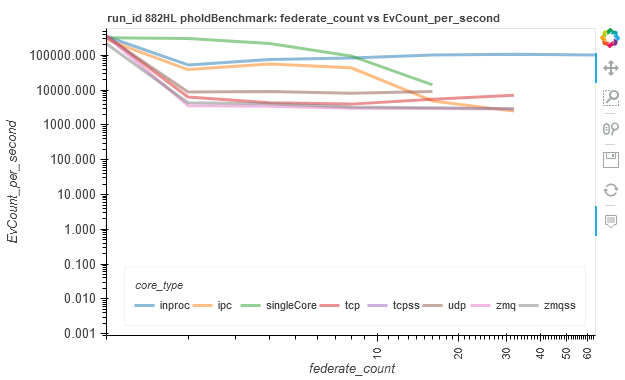 run_id 882HL pholdBenchmark: federate_count vs EvCount_per_second
100000.000
10000.000
1000.000
100.000
10.000
1.000
0.100
0.010
0.001
EvCount_per_second
core_type
inproc ipc singleCore tcp tcpss udp zmq zmqss
10 20 30 40 50 60
federate_count